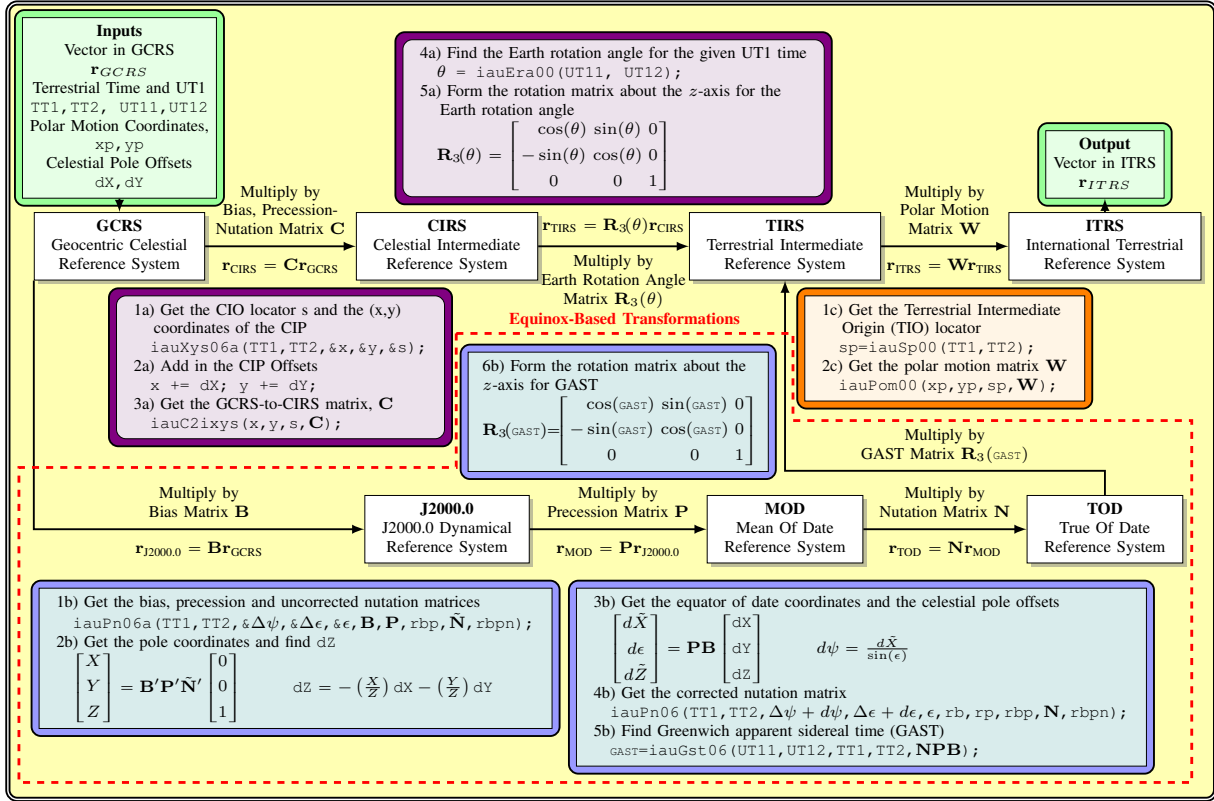 Inputs
Vector in GCRS
r_GCRS
Terrestrial Time and UT1
TT1,TT2, UT11,UT12
Polar Motion Coordinates,
xp,yp
Celestial Pole Offsets
dX,dY
4a) Find the Earth rotation angle for the given UT1 time
θ = iauEra00(UT11, UT12);
5a) Form the rotation matrix about the z-axis for the
Earth rotation angle
cos(θ) sin(θ) 0
R₃(θ) = − sin(θ) cos(θ) 0
0 0 1
Output
Vector in ITRS
r_ITRS
GCRS
Geocentric Celestial
Reference System
Multiply by
Bias, Precession-
Nutation Matrix C
r_CIRS = Cr_GCRS
CIRS
Celestial Intermediate
Reference System
r_TIRS = R₃(θ)r_CIRS
Multiply by
Earth Rotation Angle
Matrix R₃(θ)
TIRS
Terrestrial Intermediate
Reference System
Multiply by
Polar Motion
Matrix W
r_ITRS = Wr_TIRS
ITRS
International Terrestrial
Reference System
1a) Get the CIO locator s and the (x,y)
coordinates of the CIP
iauXys06a(TT1,TT2,&x,&y,&s);
2a) Add in the CIP Offsets
x += dX; y += dY;
3a) Get the GCRS-to-CIRS matrix, C
iauC2ixys(x,y,s,C);
Equinox-Based Transformations
6b) Form the rotation matrix about the
z-axis for GAST
cos(GAST) sin(GAST) 0
R₃(GAST)= − sin(GAST) cos(GAST) 0
0 0 1
1c) Get the Terrestrial Intermediate
Origin (TIO) locator
sp=iauSp00(TT1,TT2);
2c) Get the polar motion matrix W
iauPom00(xp,yp,sp,W);
Multiply by
GAST Matrix R₃(GAST)
Multiply by
Bias Matrix B
r_J2000.0 = Br_GCRS
J2000.0
J2000.0 Dynamical
Reference System
Multiply by
Precession Matrix P
r_MOD = Pr_J2000.0
MOD
Mean Of Date
Reference System
Multiply by
Nutation Matrix N
r_TOD = Nr_MOD
TOD
True Of Date
Reference System
1b) Get the bias, precession and uncorrected nutation matrices
iauPn06a(TT1,TT2,&Δψ,&Δϵ,&ϵ,B,P,rbp,Ñ,rbpn);
2b) Get the pole coordinates and find dZ
X 0
Y = B′P′Ñ′ 0 dZ = − (X/Z) dX − (Y/Z) dY
Z 1
3b) Get the equator of date coordinates and the celestial pole offsets
dX̃ dX
dϵ = PB dY dψ = dX̃/sin(ϵ)
dZ̃ dZ
4b) Get the corrected nutation matrix
iauPn06(TT1,TT2,Δψ + dψ,Δϵ + dϵ,ϵ,rb,rp,rbp,N,rbpn);
5b) Find Greenwich apparent sidereal time (GAST)
GAST=iauGst06(UT11,UT12,TT1,TT2,NPB);